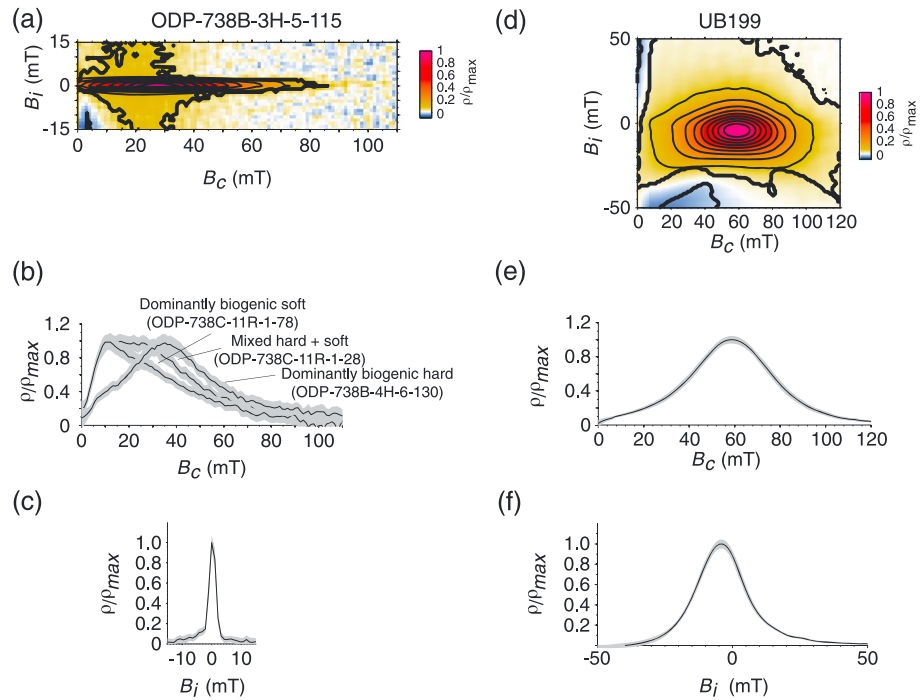 (a)
ODP-738B-3H-5-115
15
0
-15
B_i (mT)
0 20 40 60 80 100
B_c (mT)
1
0.8
0.6
0.4
0.2
0
ρ/ρmax
(d)
UB199
50
0
-50
B_i (mT)
0 20 40 60 80 100 120
B_c (mT)
1
0.8
0.6
0.4
0.2
0
ρ/ρmax
(b)
1.2
0.8
0.4
0
ρ/ρmax
Dominantly biogenic soft
(ODP-738C-11R-1-78)
Mixed hard + soft
(ODP-738C-11R-1-28)
Dominantly biogenic hard
(ODP-738B-4H-6-130)
0 20 40 60 80 100
B_c (mT)
(e)
1.2
0.8
0.4
ρ/ρmax
0 20 40 60 80 100 120
B_c (mT)
(c)
1.0
0.8
0.6
0.4
0.2
0
ρ/ρmax
-10 0 10
B_i (mT)
(f)
1.0
0.8
0.6
0.4
0.2
ρ/ρmax
-50 0 50
B_i (mT)